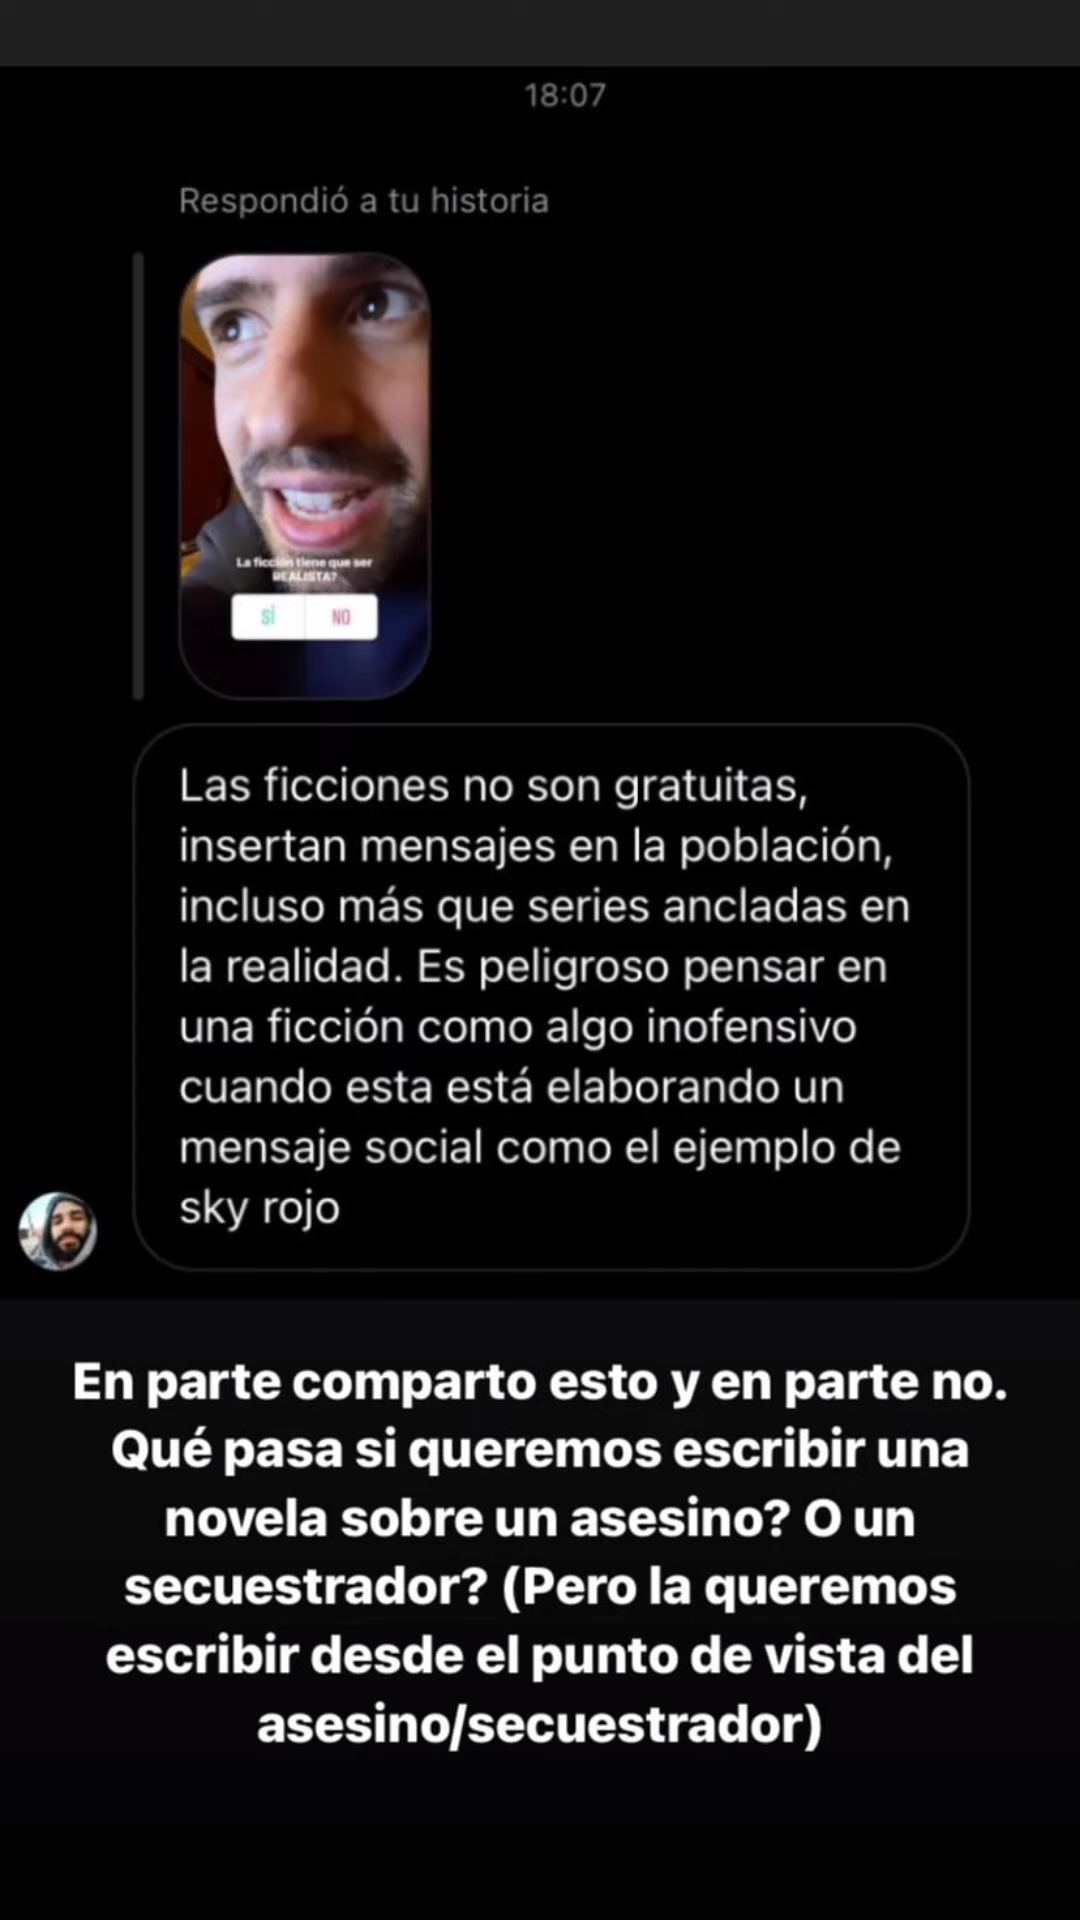 18:07
Respondió a tu historia
La ficción tiene que ser
REALISTA?
SÍ NO
Las ficciones no son gratuitas,
insertan mensajes en la población,
incluso más que series ancladas en
la realidad. Es peligroso pensar en
una ficción como algo inofensivo
cuando esta está elaborando un
mensaje social como el ejemplo de
sky rojo
En parte comparto esto y en parte no.
Qué pasa si queremos escribir una
novela sobre un asesino? O un
secuestrador? (Pero la queremos
escribir desde el punto de vista del
asesino/secuestrador)